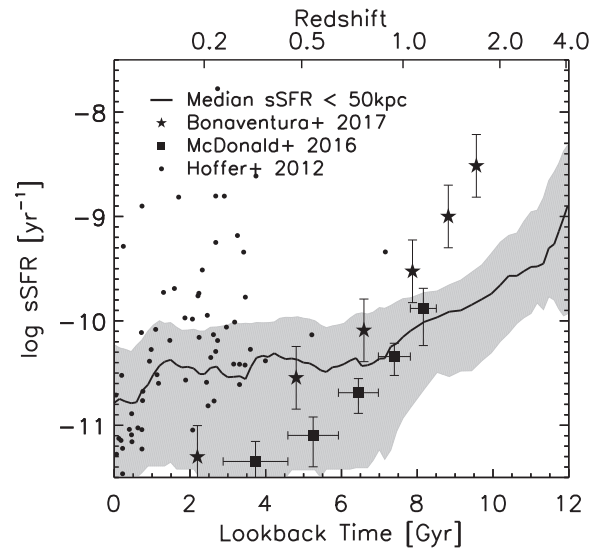 Redshift
0.2 0.5 1.0 2.0 4.0
Median sSFR < 50kpc
Bonaventura+ 2017
McDonald+ 2016
Hoffer+ 2012
log sSFR [yr⁻¹]
-8
-9
-10
-11
0 2 4 6 8 10 12
Lookback Time [Gyr]